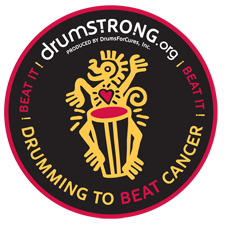 drumSTRONG.org
PRODUCED BY DrumsForCures, Inc.
¡ BEAT IT !
¡ BEAT IT !
DRUMMING TO BEAT CANCER